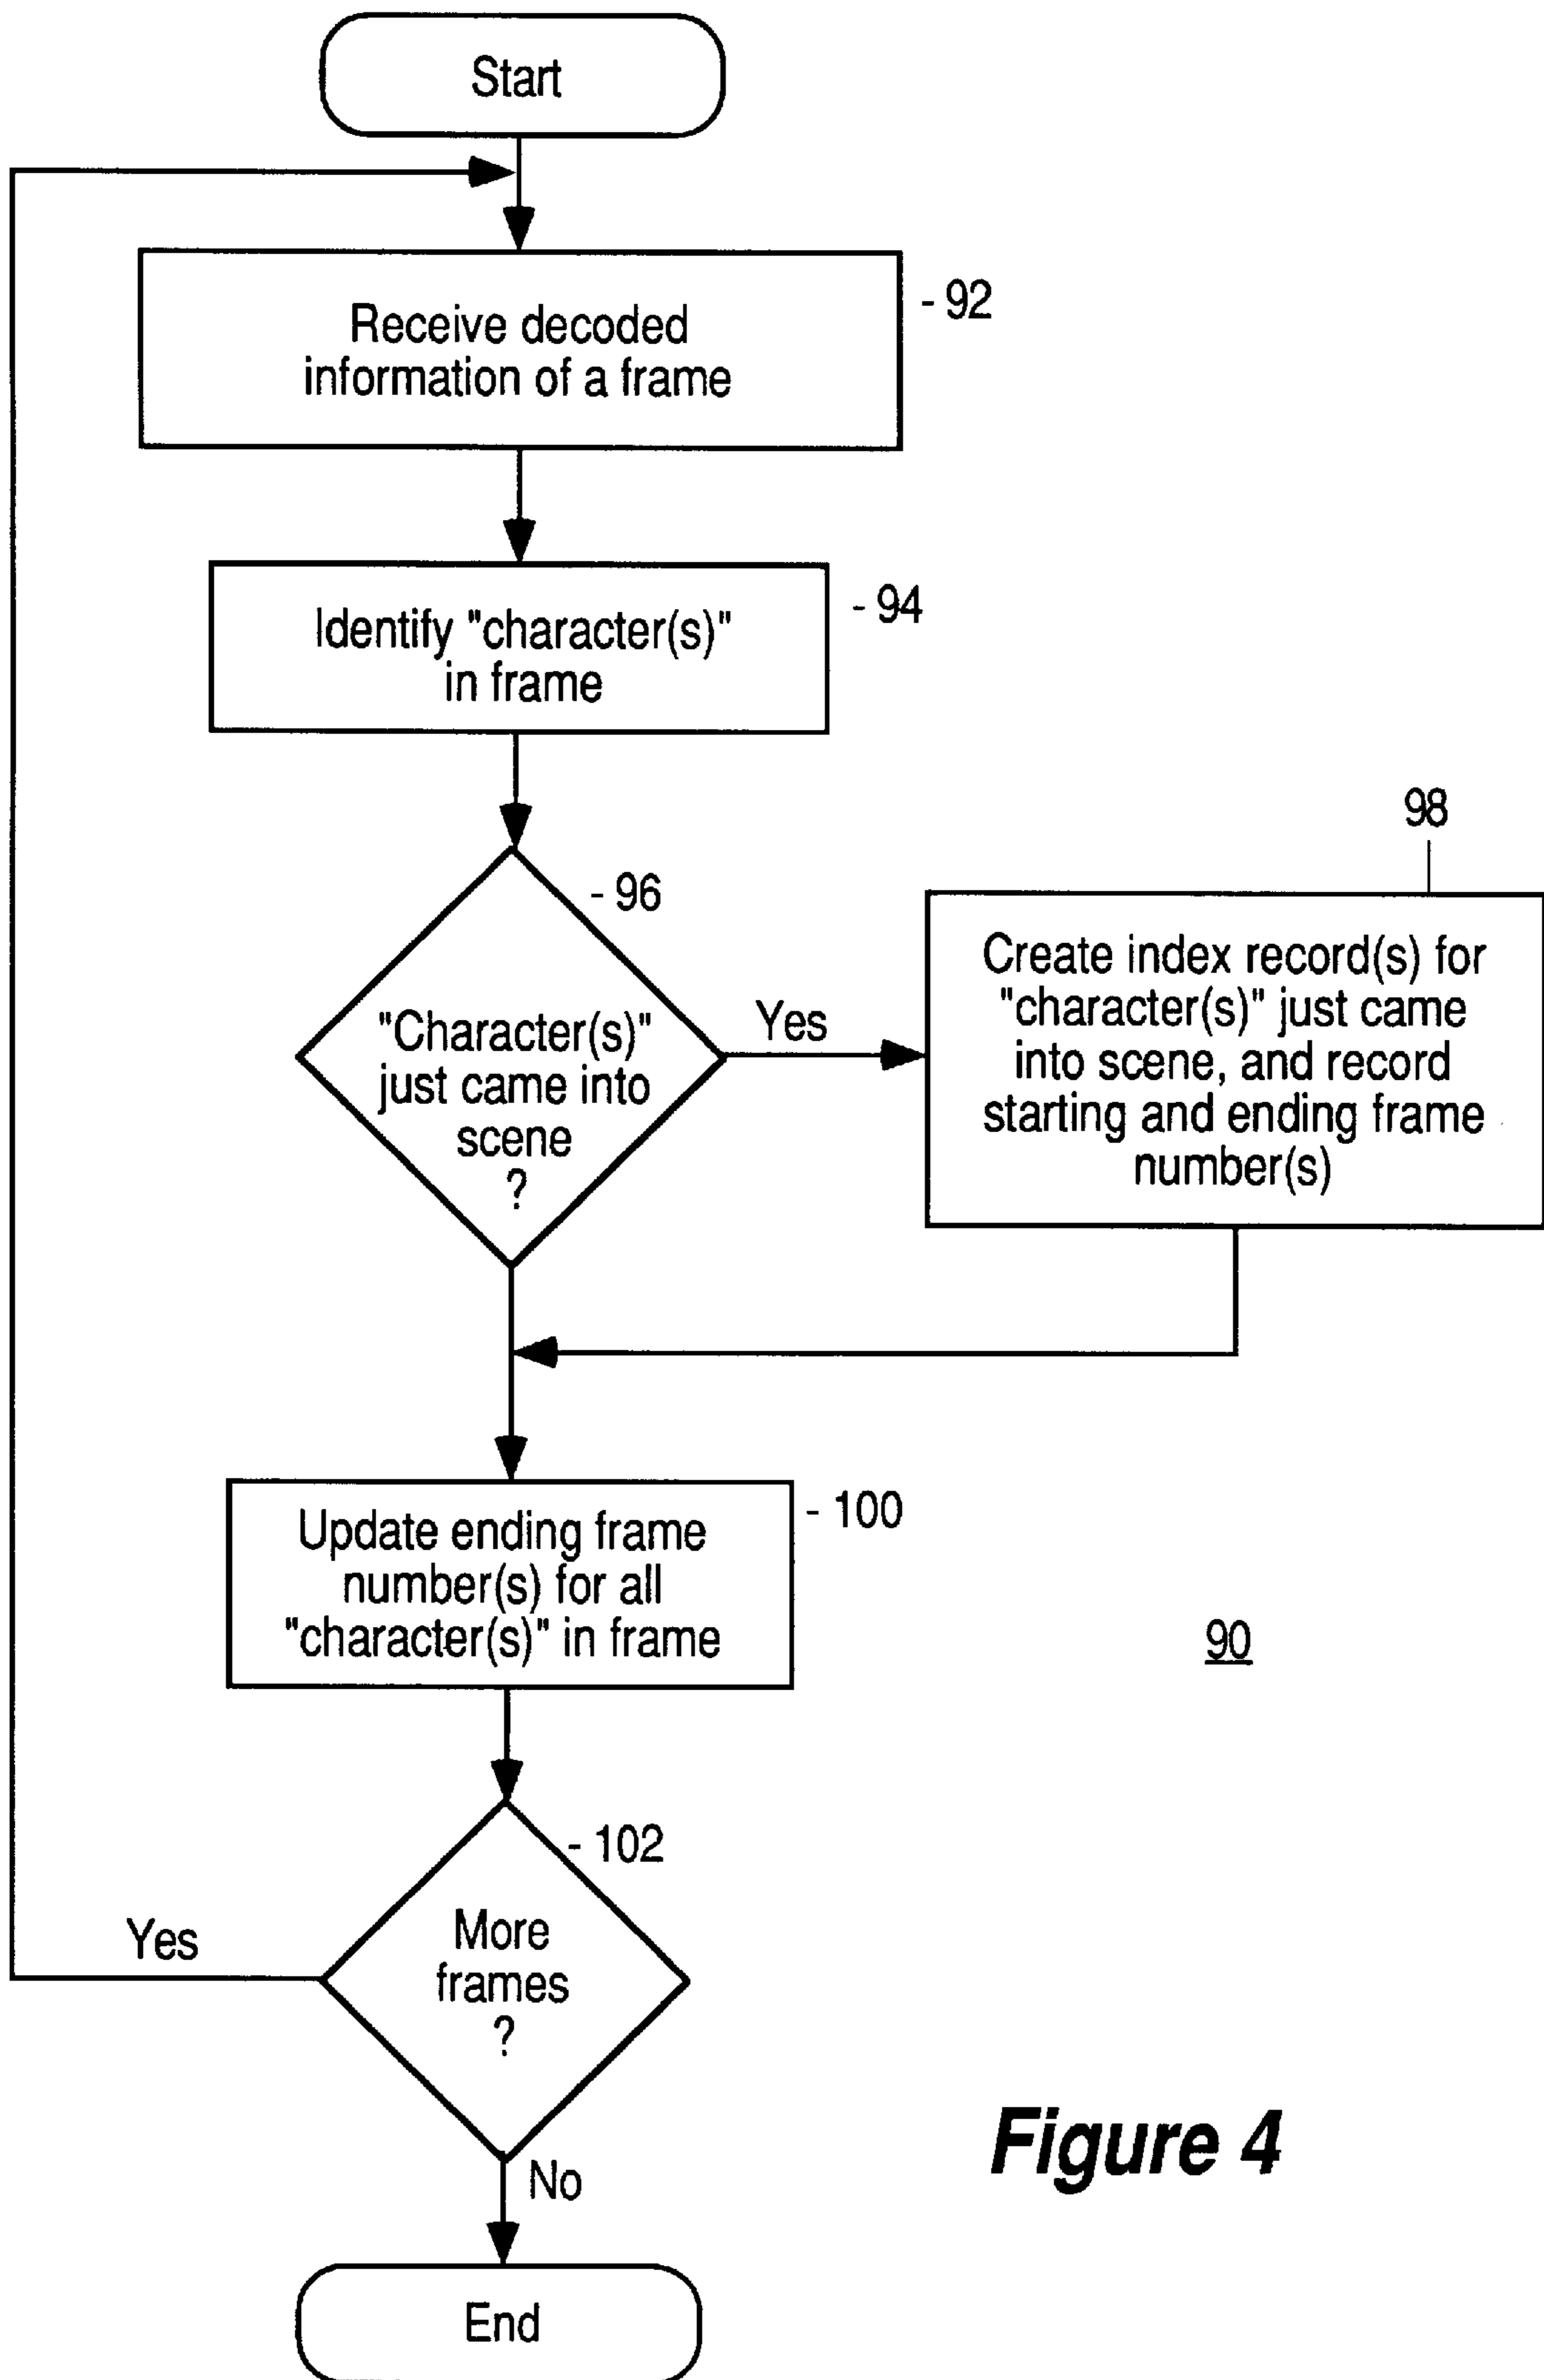 Start
Receive decoded
information of a frame
- 92
Identify "character(s)"
in frame
- 94
- 96
"Character(s)"
just came into
scene
?
Yes
98
Create index record(s) for
"character(s)" just came
into scene, and record
starting and ending frame
number(s)
Update ending frame
number(s) for all
"character(s)" in frame
- 100
90
- 102
More
frames
?
Yes
No
Figure 4
End